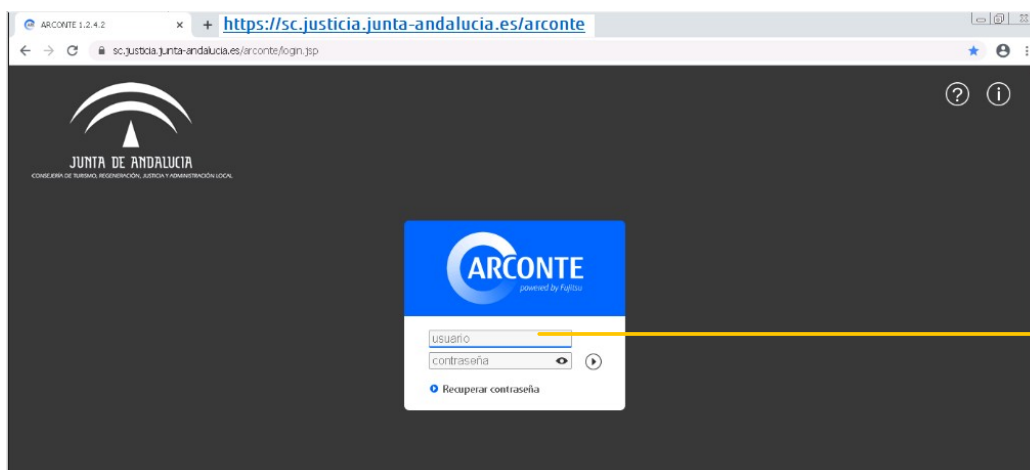 ARCONTE 1.2.4.2
https://sc.justicia.junta-andalucia.es/arconte
sc.justicia.junta-andalucia.es/arconte/login.jsp
JUNTA DE ANDALUCIA
CONSEJERÍA DE TURISMO, REGENERACIÓN, JUSTICIA Y ADMINISTRACIÓN LOCAL
ARCONTE
powered by Fujitsu
usuario
contraseña
Recuperar contraseña